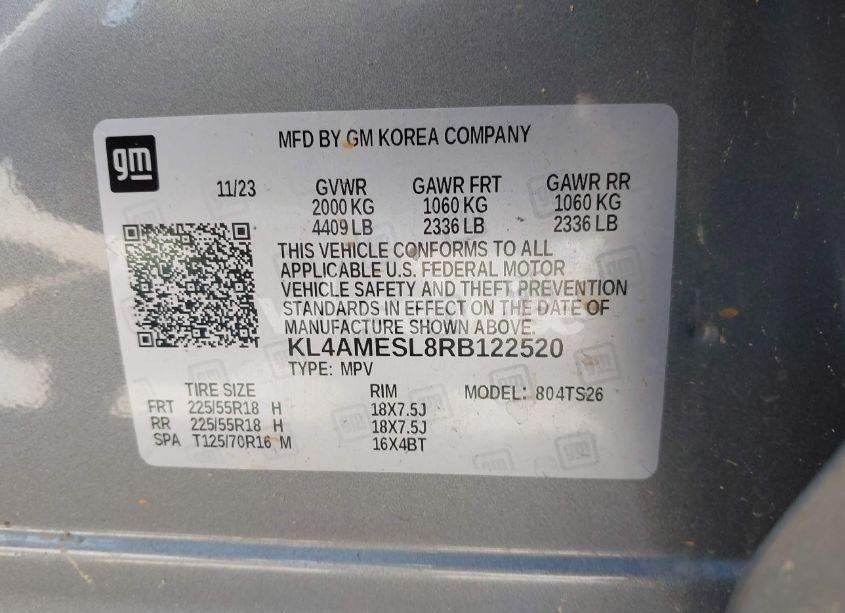 gm
MFD BY GM KOREA COMPANY
11/23 GVWR GAWR FRT GAWR RR
2000 KG 1060 KG 1060 KG
4409 LB 2336 LB 2336 LB
THIS VEHICLE CONFORMS TO ALL
APPLICABLE U.S. FEDERAL MOTOR
VEHICLE SAFETY AND THEFT PREVENTION
STANDARDS IN EFFECT ON THE DATE OF
MANUFACTURE SHOWN ABOVE.
KL4AMESL8RB122520
TYPE: MPV
TIRE SIZE RIM MODEL: 804TS26
FRT 225/55R18 H 18X7.5J
RR 225/55R18 H 18X7.5J
SPA T125/70R16 M 16X4BT